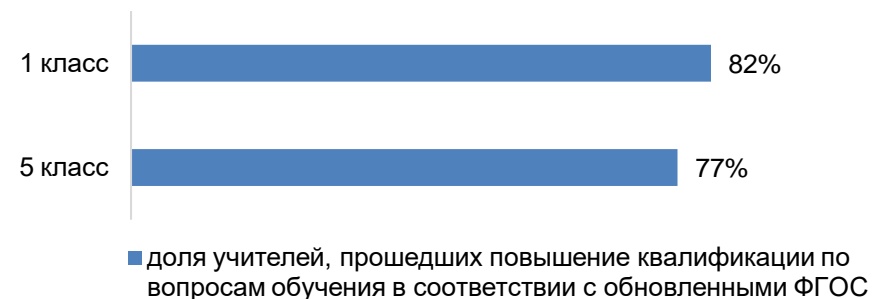 1 класс
82%
5 класс
77%
доля учителей, прошедших повышение квалификации по
вопросам обучения в соответствии с обновленными ФГОС